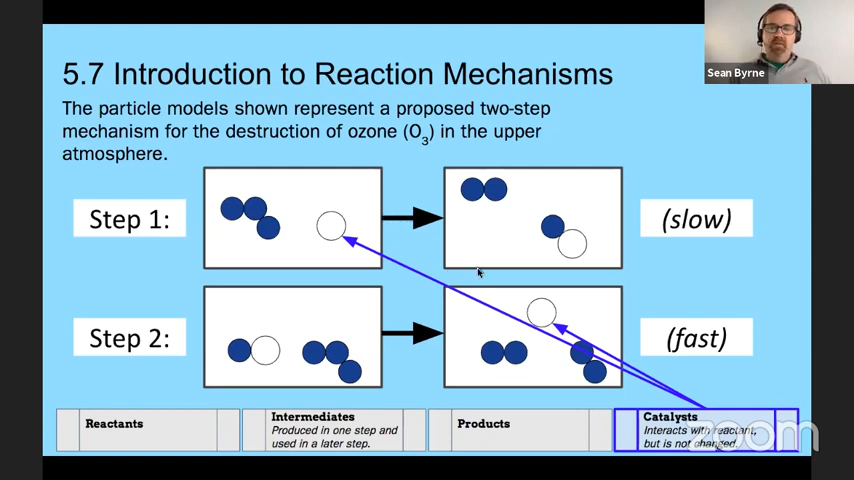 Sean Byrne
5.7 Introduction to Reaction Mechanisms
The particle models shown represent a proposed two-step
mechanism for the destruction of ozone (O3) in the upper
atmosphere.
Step 1:
(slow)
Step 2:
(fast)
Reactants
Intermediates
Produced in one step and
used in a later step.
Products
Catalysts
Interacts with reactant,
but is not changed.
zoom